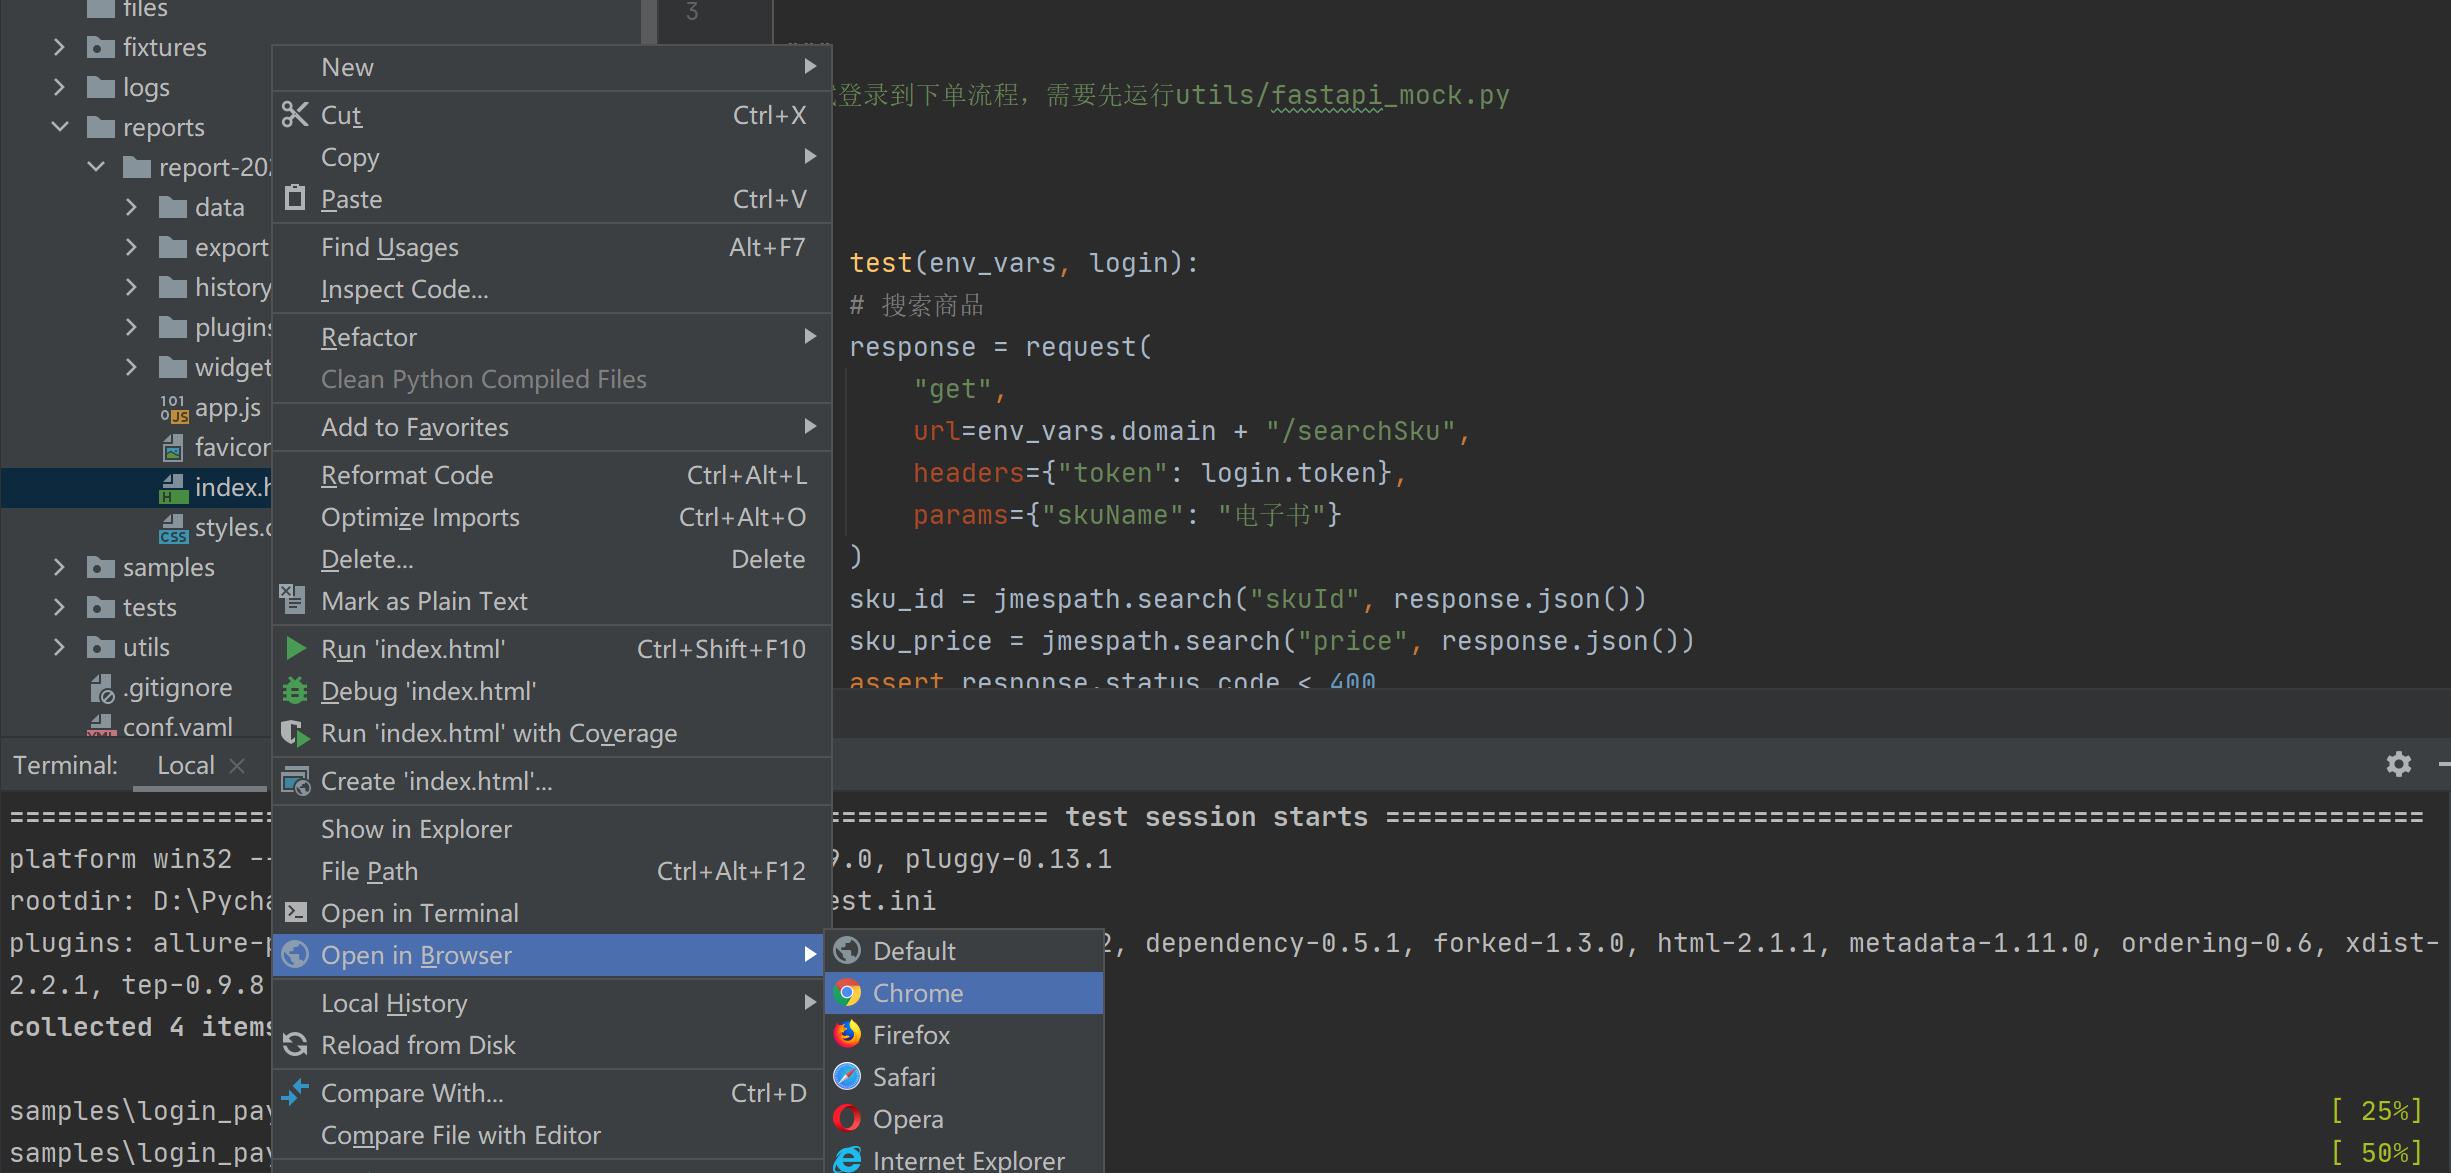 files
fixtures
logs
reports
report-202
data
export
history
plugins
widget
app.js
favicon
index.h
styles.c
samples
tests
utils
.gitignore
conf.yaml
New
Cut Ctrl+X
Copy
Paste Ctrl+V
Find Usages Alt+F7
Inspect Code...
Refactor
Clean Python Compiled Files
Add to Favorites
Reformat Code Ctrl+Alt+L
Optimize Imports Ctrl+Alt+O
Delete... Delete
Mark as Plain Text
Run 'index.html' Ctrl+Shift+F10
Debug 'index.html'
Run 'index.html' with Coverage
Create 'index.html'...
Show in Explorer
File Path Ctrl+Alt+F12
Open in Terminal
Open in Browser
Local History
Reload from Disk
Compare With... Ctrl+D
Compare File with Editor
Default
Chrome
Firefox
Safari
Opera
Internet Explorer
3
登录到下单流程，需要先运行utils/fastapi_mock.py
test(env_vars, login):
# 搜索商品
response = request(
"get",
url=env_vars.domain + "/searchSku",
headers={"token": login.token},
params={"skuName": "电子书"}
)
sku_id = jmespath.search("skuId", response.json())
sku_price = jmespath.search("price", response.json())
assert response.status_code < 400
Terminal: Local
============== test session starts =================================================================
platform win32 -- 9.0, pluggy-0.13.1
rootdir: D:\Pycha est.ini
plugins: allure-p 2, dependency-0.5.1, forked-1.3.0, html-2.1.1, metadata-1.11.0, ordering-0.6, xdist-
2.2.1, tep-0.9.8
collected 4 items
samples\login_pay [ 25%]
samples\login_pay [ 50%]